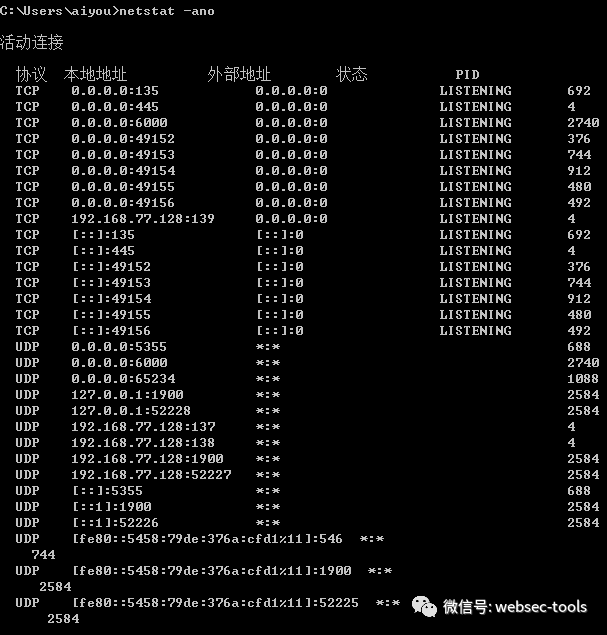 C:\Users\aiyou>netstat -ano
活动连接
协议 本地地址 外部地址 状态 PID
TCP 0.0.0.0:135 0.0.0.0:0 LISTENING 692
TCP 0.0.0.0:445 0.0.0.0:0 LISTENING 4
TCP 0.0.0.0:6000 0.0.0.0:0 LISTENING 2740
TCP 0.0.0.0:49152 0.0.0.0:0 LISTENING 376
TCP 0.0.0.0:49153 0.0.0.0:0 LISTENING 744
TCP 0.0.0.0:49154 0.0.0.0:0 LISTENING 912
TCP 0.0.0.0:49155 0.0.0.0:0 LISTENING 480
TCP 0.0.0.0:49156 0.0.0.0:0 LISTENING 492
TCP 192.168.77.128:139 0.0.0.0:0 LISTENING 4
TCP [::]:135 [::]:0 LISTENING 692
TCP [::]:445 [::]:0 LISTENING 4
TCP [::]:49152 [::]:0 LISTENING 376
TCP [::]:49153 [::]:0 LISTENING 744
TCP [::]:49154 [::]:0 LISTENING 912
TCP [::]:49155 [::]:0 LISTENING 480
TCP [::]:49156 [::]:0 LISTENING 492
UDP 0.0.0.0:5355 *:* 688
UDP 0.0.0.0:6000 *:* 2740
UDP 0.0.0.0:65234 *:* 1088
UDP 127.0.0.1:1900 *:* 2584
UDP 127.0.0.1:52228 *:* 2584
UDP 192.168.77.128:137 *:* 4
UDP 192.168.77.128:138 *:* 4
UDP 192.168.77.128:1900 *:* 2584
UDP 192.168.77.128:52227 *:* 2584
UDP [::]:5355 *:* 688
UDP [::1]:1900 *:* 2584
UDP [::1]:52226 *:* 2584
UDP [fe80::5458:79de:376a:cfd1%11]:546 *:*
744
UDP [fe80::5458:79de:376a:cfd1%11]:1900 *:*
2584
UDP [fe80::5458:79de:376a:cfd1%11]:52225 *:*
2584
微信号: websec-tools